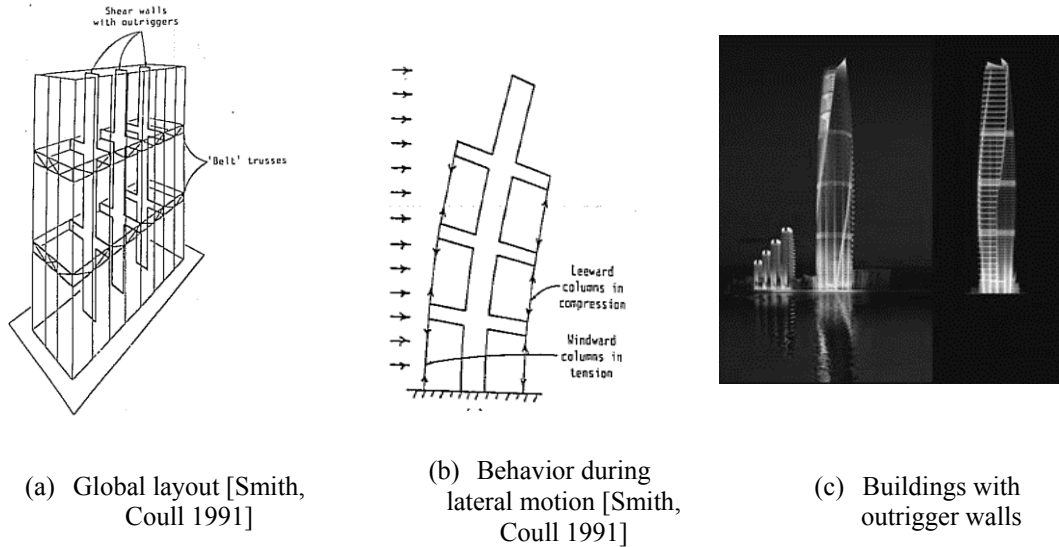 Shear walls
with outriggers
'Belt' trusses
Leeward
columns in
compression
Windward
columns in
tension
(a) Global layout [Smith,
Coull 1991]
(b) Behavior during
lateral motion [Smith,
Coull 1991]
(c) Buildings with
outrigger walls